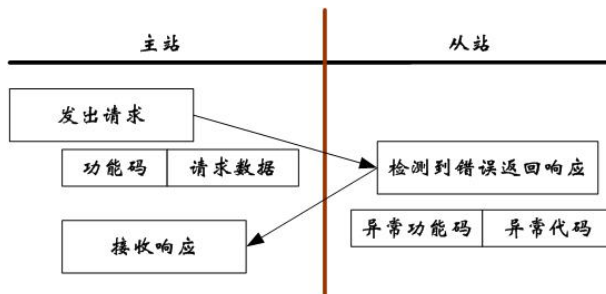 主站 从站
发出请求
功能码 请求数据
检测到错误返回响应
异常功能码 异常代码
接收响应